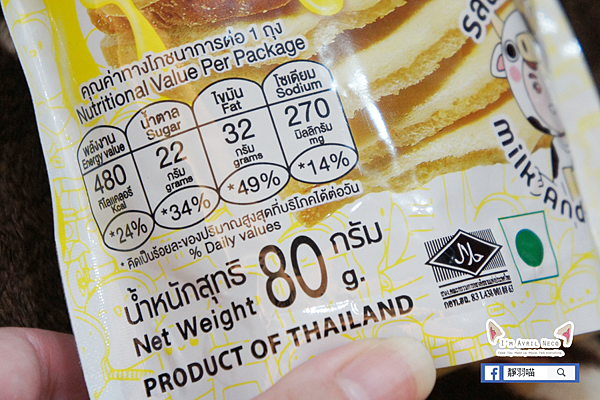 คุณค่าทางโภชนาการต่อ 1 ถุง
Nutritional Value Per Package
พลังงาน
Energy value
480
กิโลแคลอรี
Kcal
*24%
น้ำตาล
Sugar
22
กรัม
grams
*34%
ไขมัน
Fat
32
กรัม
grams
*49%
โซเดียม
Sodium
270
มิลลิกรัม
mg
*14%
* คิดเป็นร้อยละของปริมาณสูงสุดที่บริโภคได้ต่อวัน
% Daily values
น้ำหนักสุทธิ 80 กรัม
Net Weight g.
PRODUCT OF THAILAND
milk and
I'm Avril Neco
靜羽喵